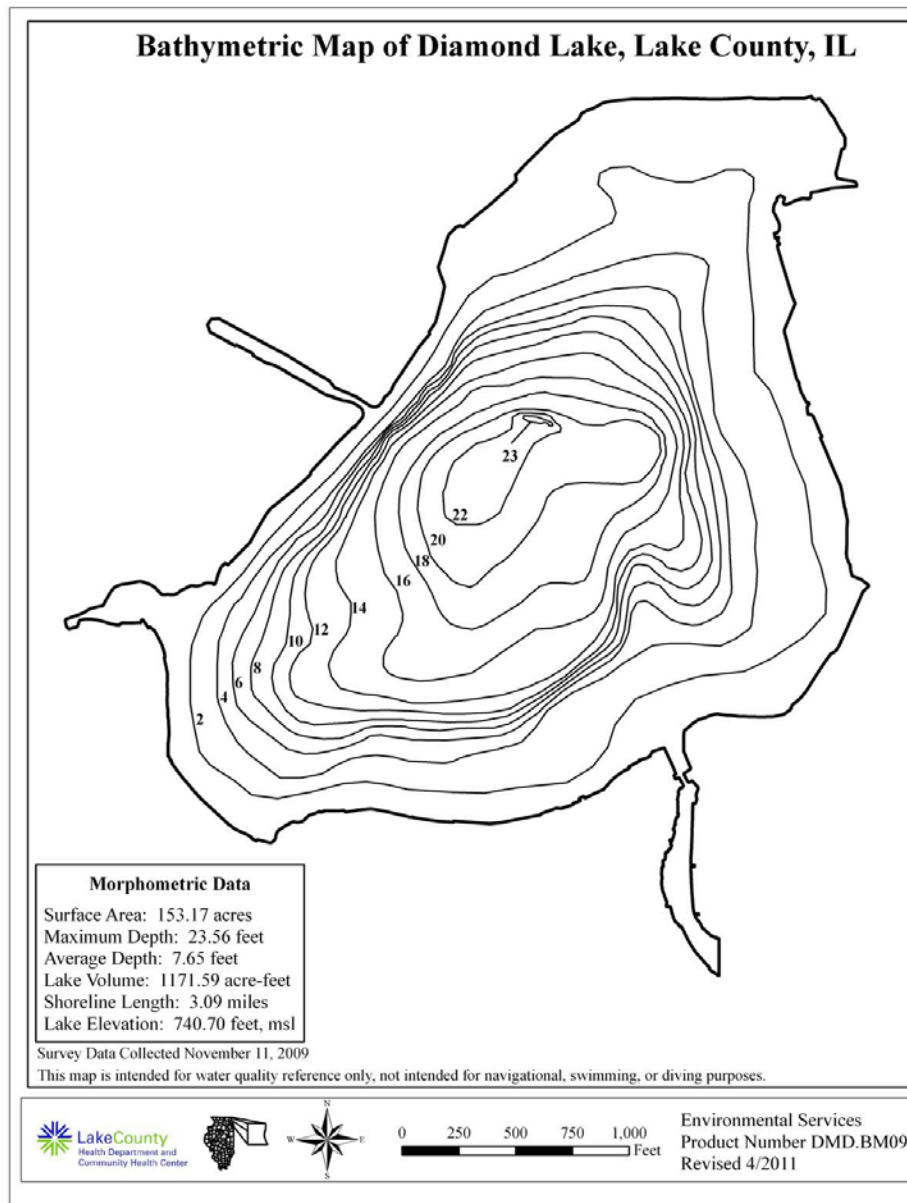 Bathymetric Map of Diamond Lake, Lake County, IL
23
22
20
18
16
14
12
10
8
6
4
2
Morphometric Data
Surface Area: 153.17 acres
Maximum Depth: 23.56 feet
Average Depth: 7.65 feet
Lake Volume: 1171.59 acre-feet
Shoreline Length: 3.09 miles
Lake Elevation: 740.70 feet, msl
Survey Data Collected November 11, 2009
This map is intended for water quality reference only, not intended for navigational, swimming, or diving purposes.
LakeCounty
Health Department and
Community Health Center
N
W E
S
0 250 500 750 1,000
Feet
Environmental Services
Product Number DMD.BM09
Revised 4/2011